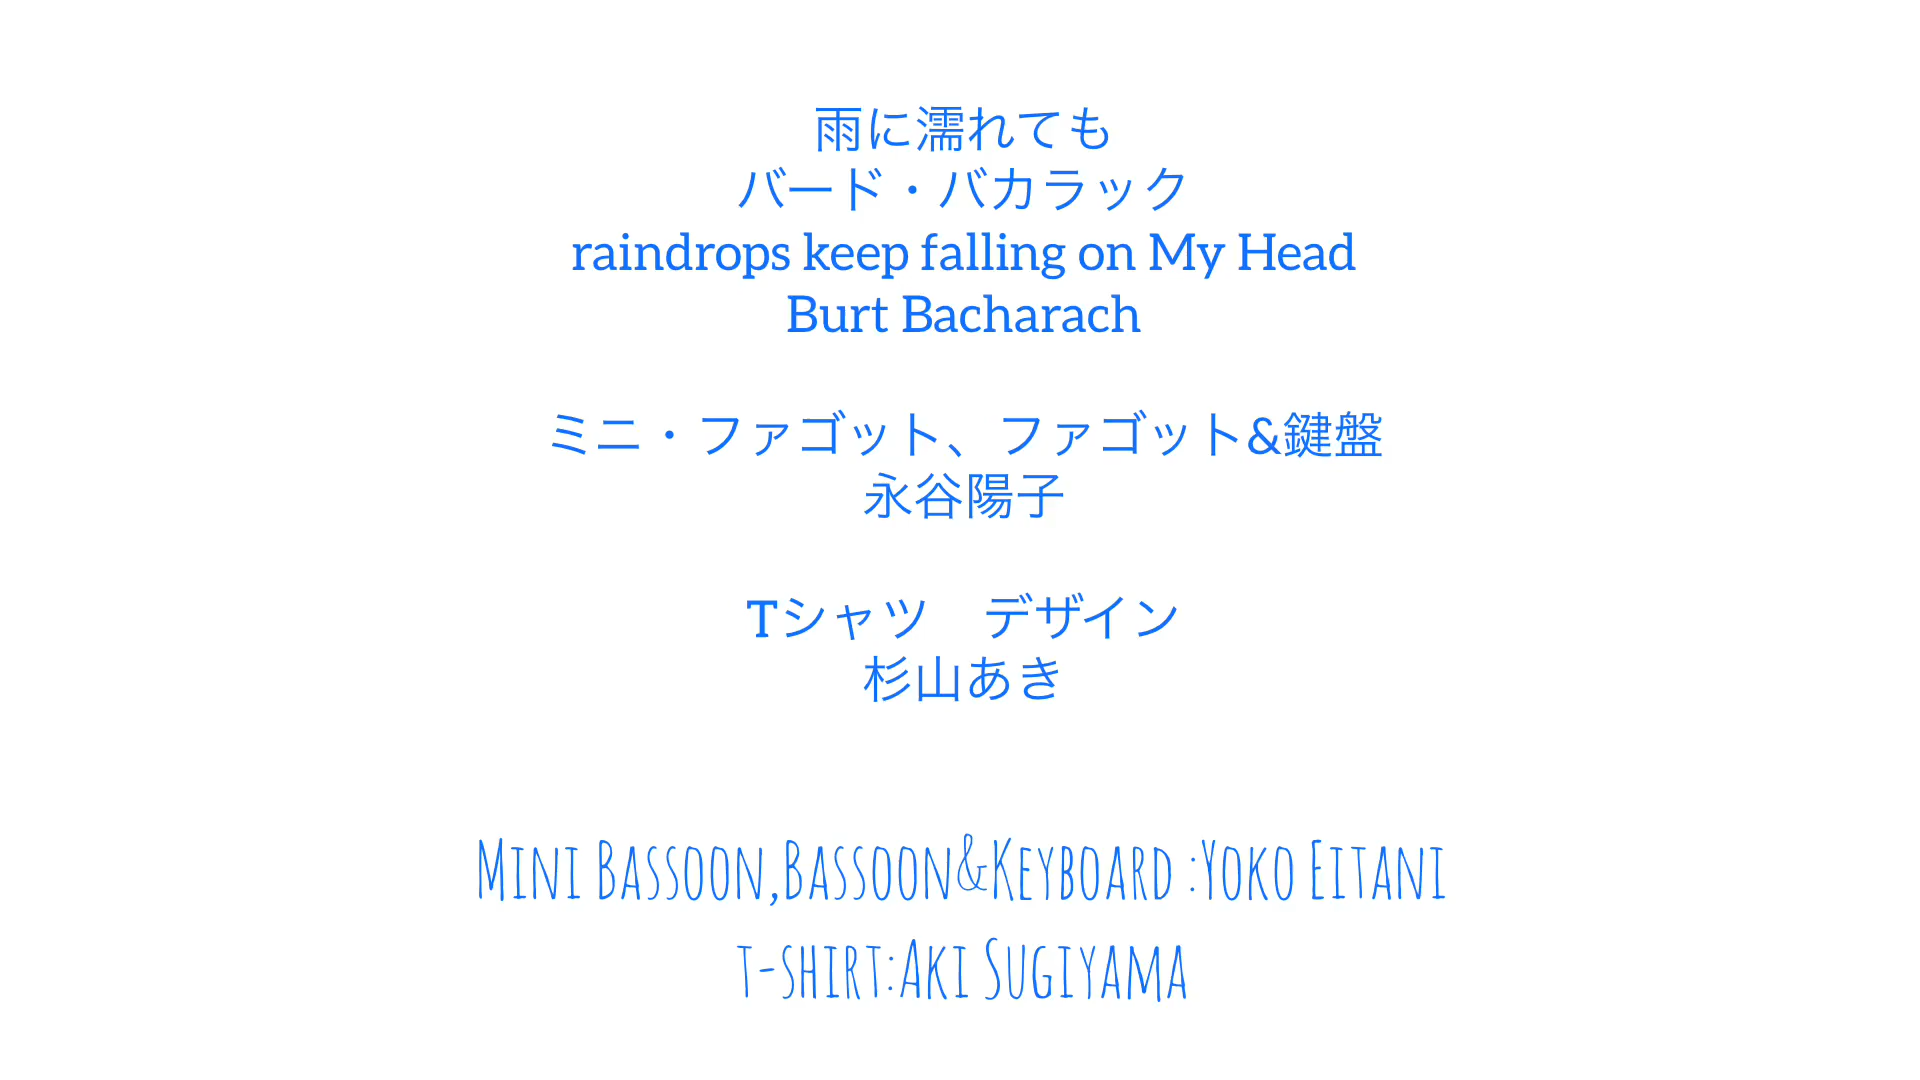 雨に濡れても
バード・バカラック
raindrops keep falling on My Head
Burt Bacharach
ミニ・ファゴット、ファゴット&鍵盤
永谷陽子
Tシャツ　デザイン
杉山あき
Mini Bassoon,Bassoon&Keyboard :Yoko Eitani
t-shirt:Aki Sugiyama